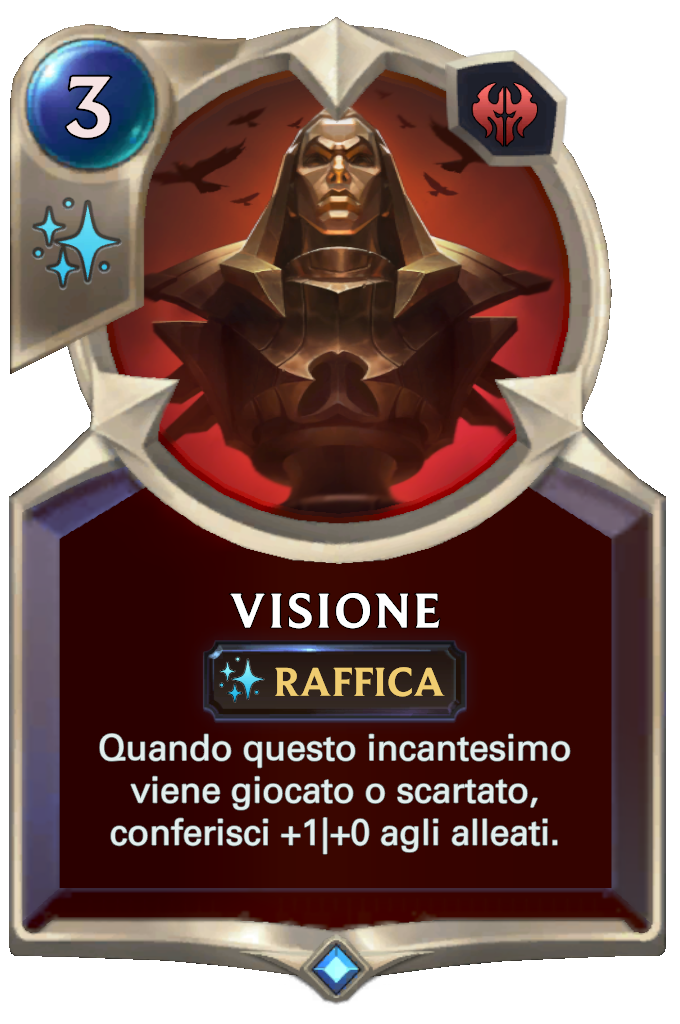 3
VISIONE
RAFFICA
Quando questo incantesimo
viene giocato o scartato,
conferisci +1|+0 agli alleati.